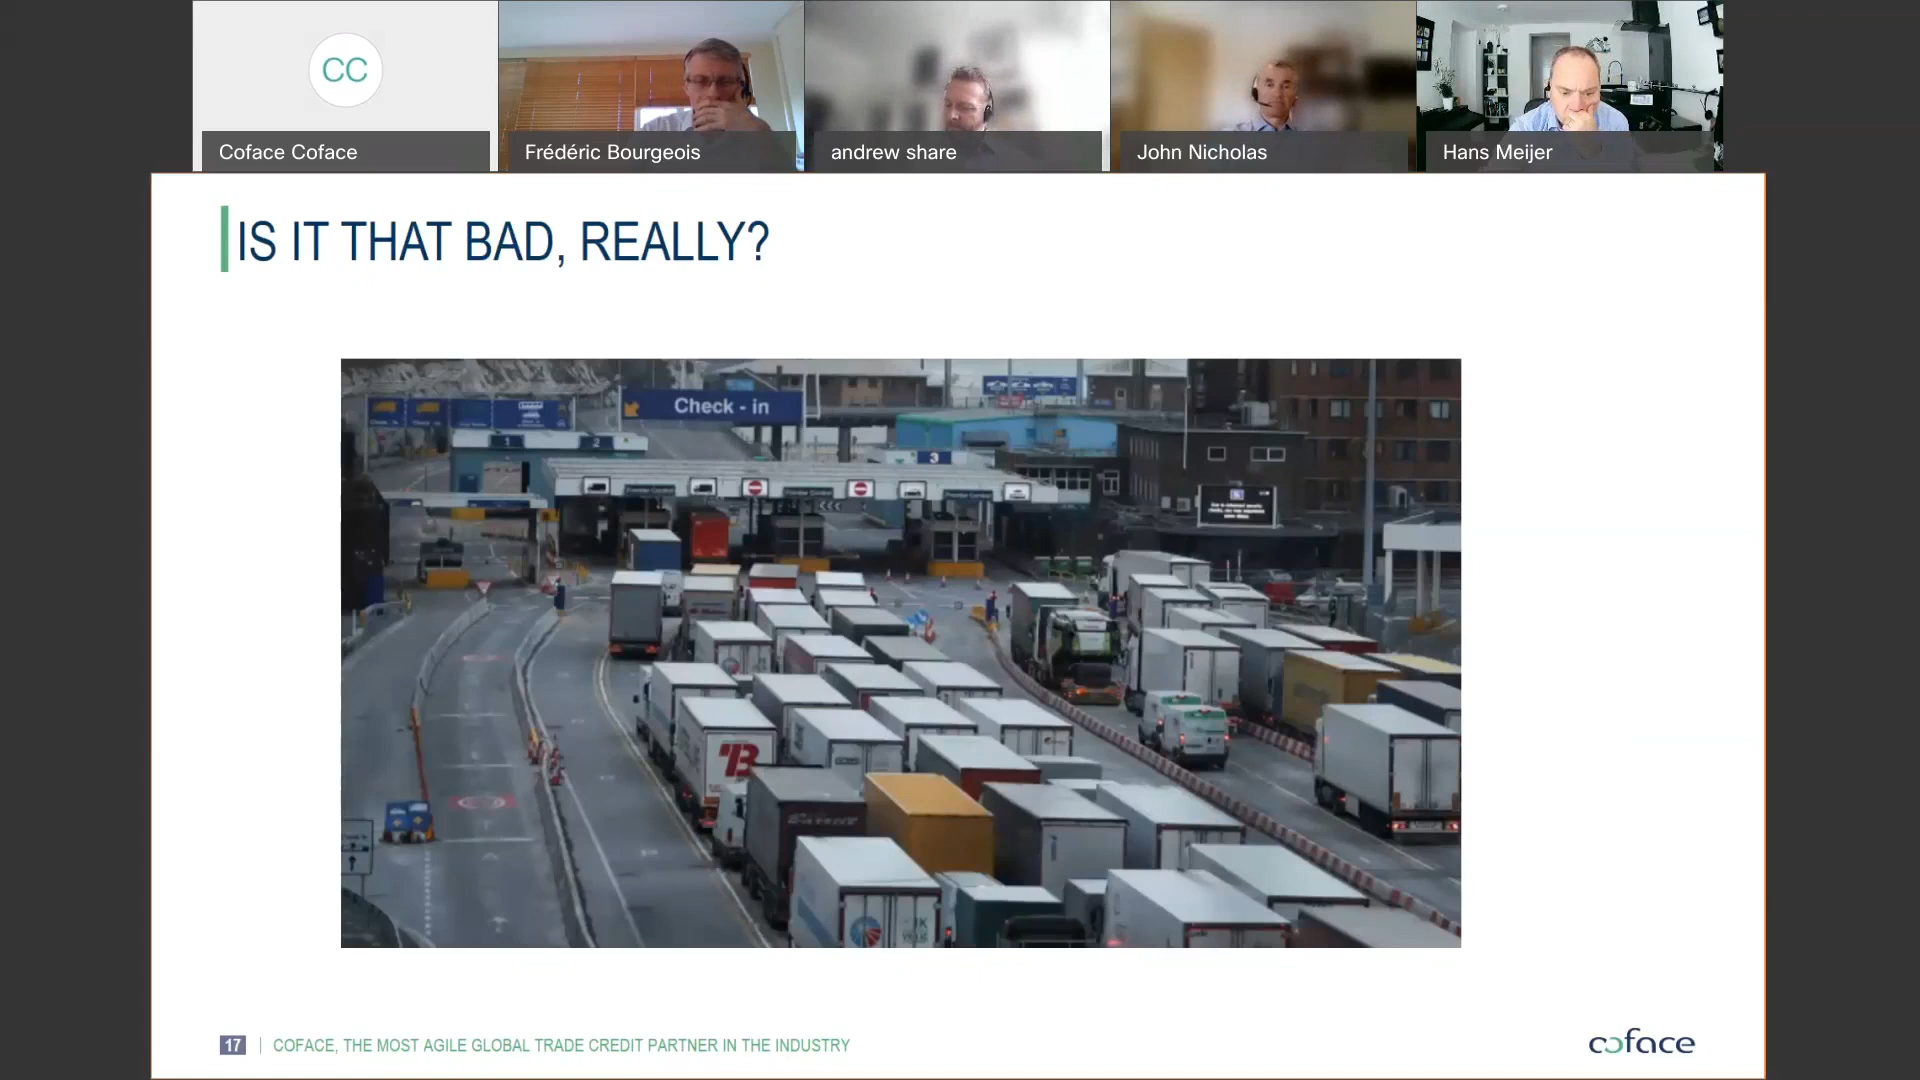 CC
Coface Coface
Frédéric Bourgeois
andrew share
John Nicholas
Hans Meijer
IS IT THAT BAD, REALLY?
Check - in
1
2
3
B
17
COFACE, THE MOST AGILE GLOBAL TRADE CREDIT PARTNER IN THE INDUSTRY
coface